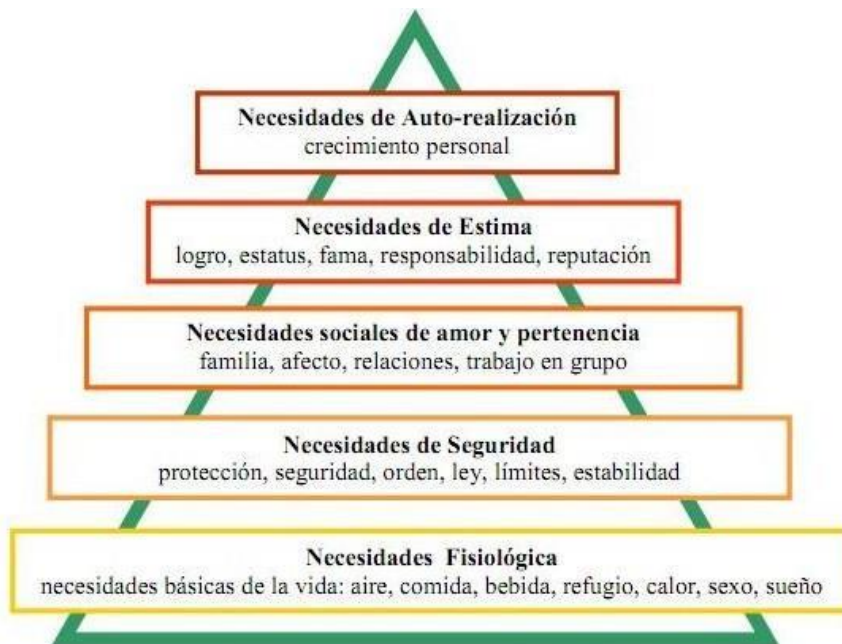 Necesidades de Auto-realización
crecimiento personal
Necesidades de Estima
logro, estatus, fama, responsabilidad, reputación
Necesidades sociales de amor y pertenencia
familia, afecto, relaciones, trabajo en grupo
Necesidades de Seguridad
protección, seguridad, orden, ley, límites, estabilidad
Necesidades Fisiológica
necesidades básicas de la vida: aire, comida, bebida, refugio, calor, sexo, sueño